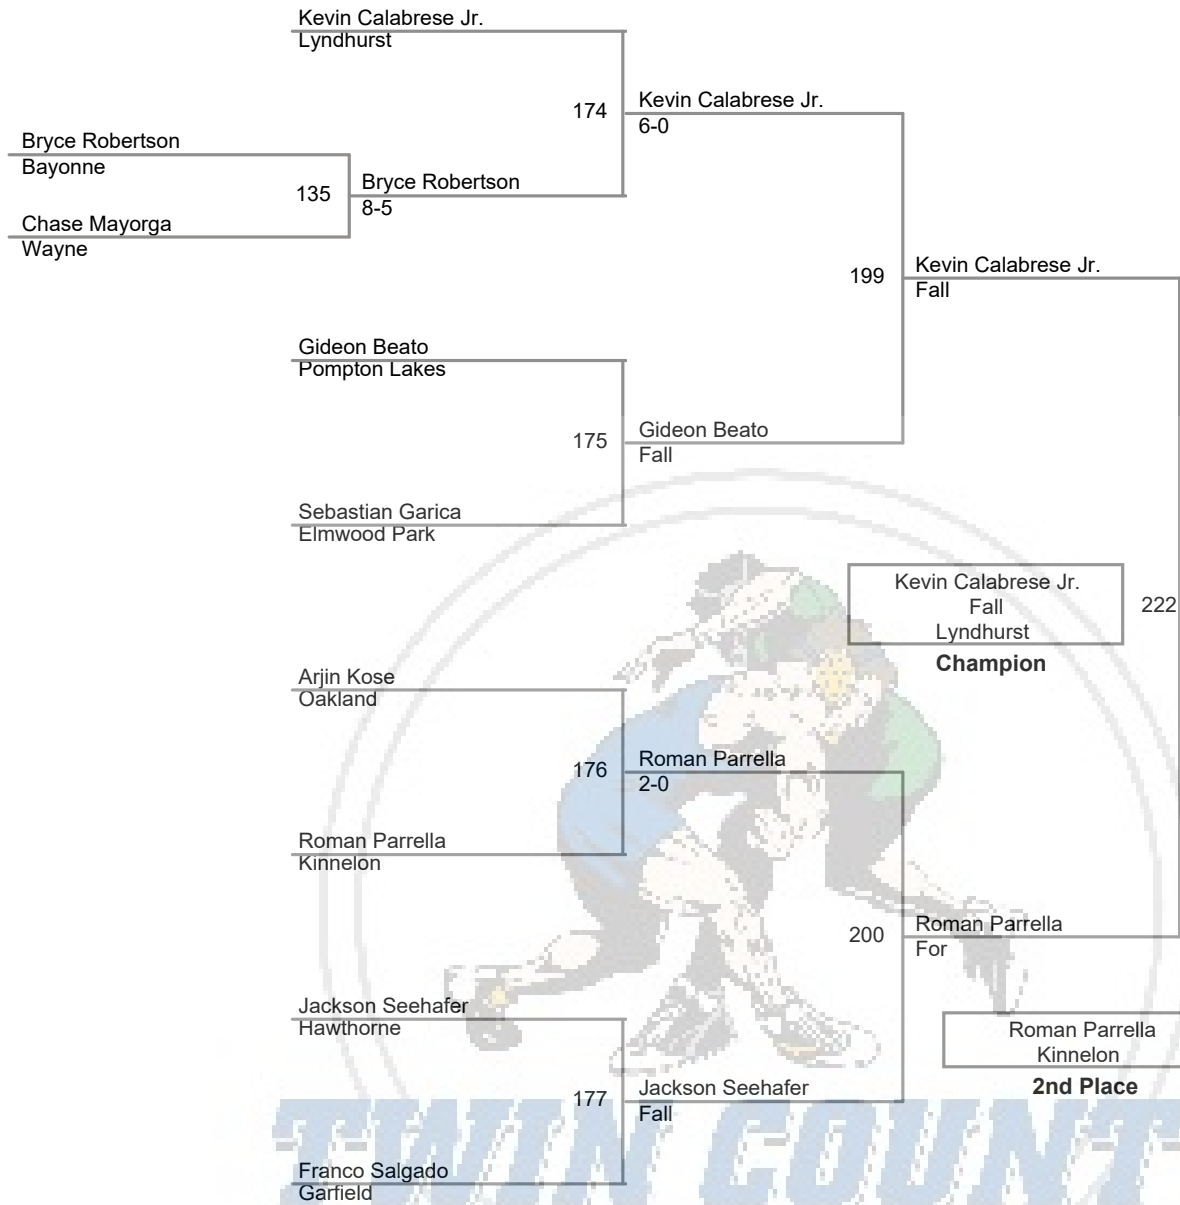 Kevin Calabrese Jr.
Lyndhurst
174
Kevin Calabrese Jr.
6-0
Bryce Robertson
Bayonne
135
Bryce Robertson
8-5
Chase Mayorga
Wayne
199
Kevin Calabrese Jr.
Fall
Gideon Beato
Pompton Lakes
175
Gideon Beato
Fall
Sebastian Garica
Elmwood Park
Kevin Calabrese Jr.
Fall
Lyndhurst
222
Champion
Arjin Kose
Oakland
176
Roman Parrella
2-0
Roman Parrella
Kinnelon
200
Roman Parrella
For
Jackson Seehafer
Hawthorne
Roman Parrella
Kinnelon
2nd Place
177
Jackson Seehafer
Fall
Franco Salgado
Garfield
TWIN COUNT